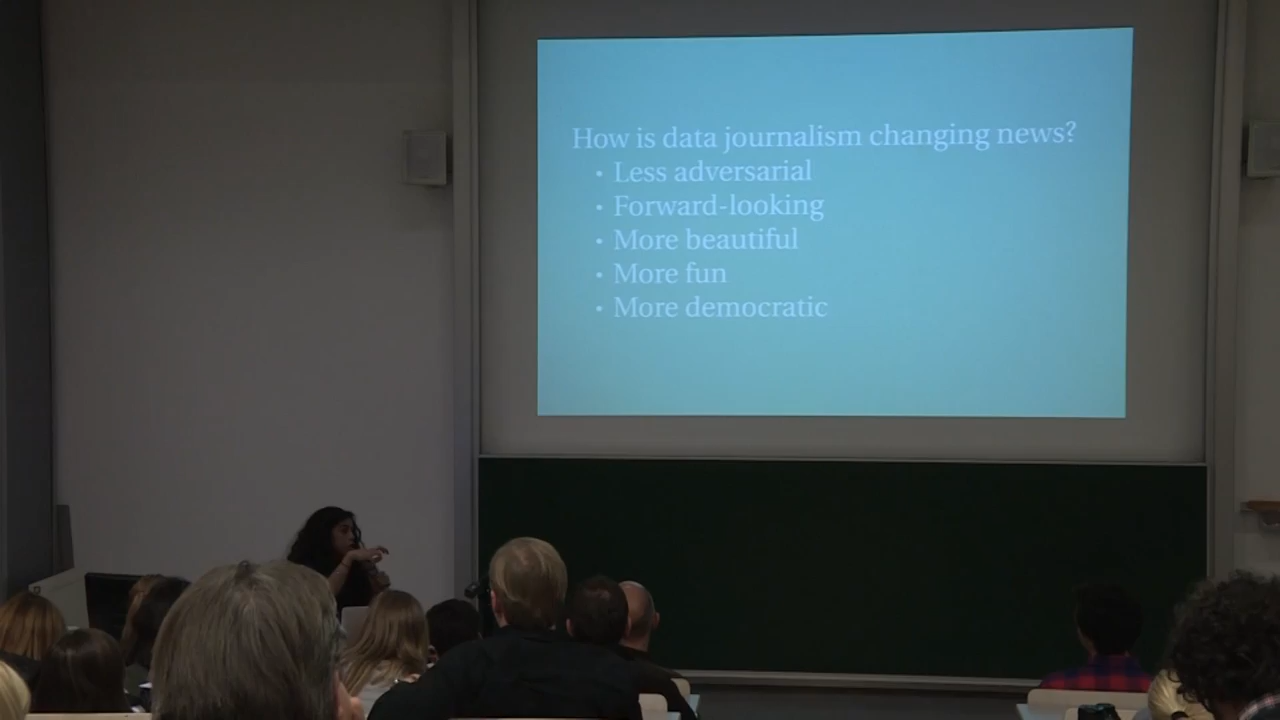 How is data journalism changing news?
• Less adversarial
• Forward-looking
• More beautiful
• More fun
• More democratic